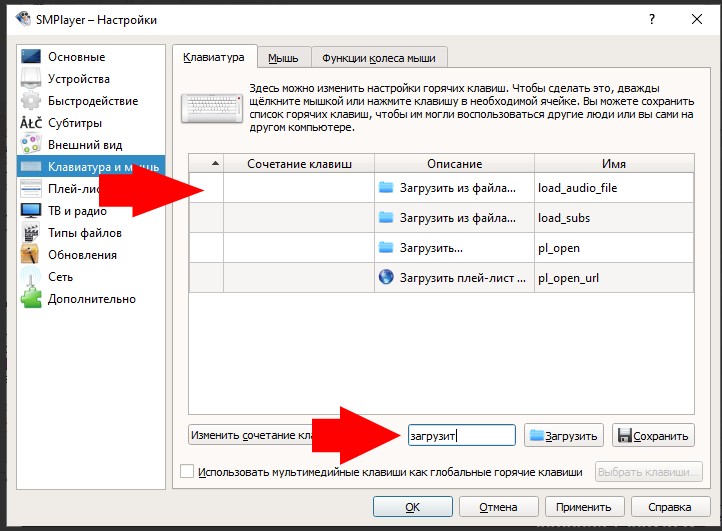 SMPlayer – Настройки
Основные
Устройства
Быстродействие
Субтитры
Внешний вид
Клавиатура и мышь
Плей-лис
ТВ и радио
Типы файлов
Обновления
Сеть
Дополнительно
Клавиатура Мышь Функции колеса мыши
Здесь можно изменить настройки горячих клавиш. Чтобы сделать это, дважды
щёлкните мышкой или нажмите клавишу в необходимой ячейке. Вы можете сохранить
список горячих клавиш, чтобы им могли воспользоваться другие люди или вы сами на
другом компьютере.
Сочетание клавиш Описание Имя
Загрузить из файла... load_audio_file
Загрузить из файла... load_subs
Загрузить... pl_open
Загрузить плей-лист ... pl_open_url
Изменить сочетание кла загрузит Загрузить Сохранить
Использовать мультимедийные клавиши как глобальные горячие клавиши Выбрать клавиши...
OK Отмена Применить Справка